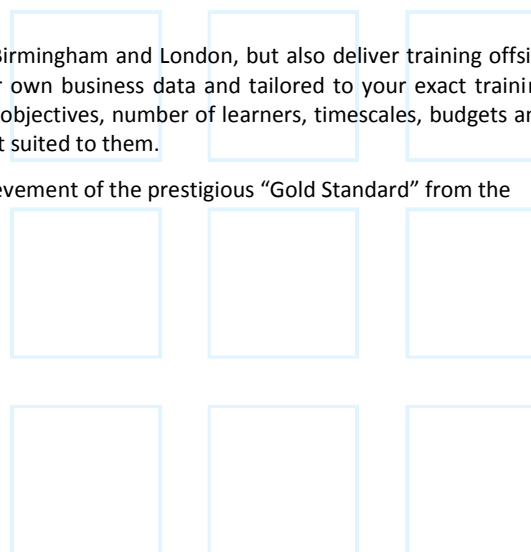 Birmingham and London, but also deliver training offsi
r own business data and tailored to your exact trainin
objectives, number of learners, timescales, budgets an
t suited to them.
evement of the prestigious “Gold Standard” from the